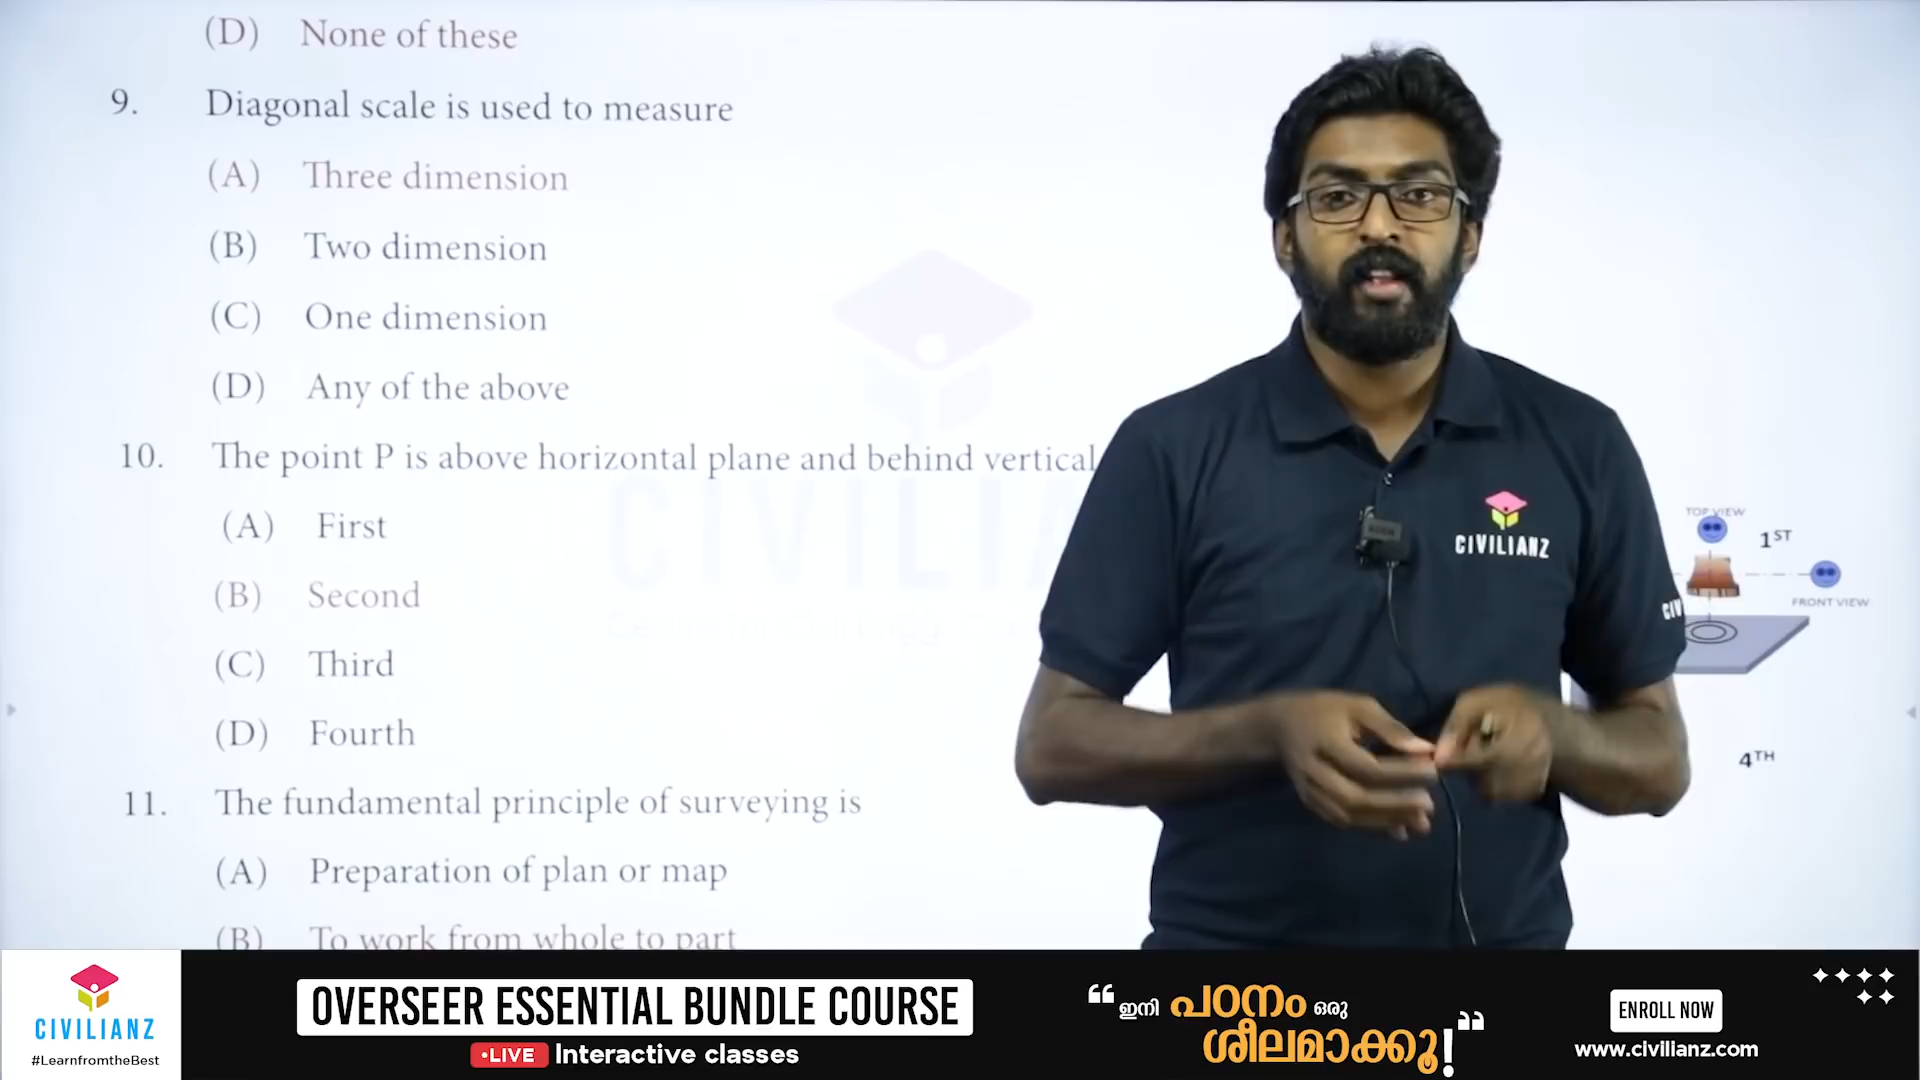 (D) None of these
9. Diagonal scale is used to measure
(A) Three dimension
(B) Two dimension
(C) One dimension
(D) Any of the above
10. The point P is above horizontal plane and behind vertical
(A) First
(B) Second
(C) Third
(D) Fourth
11. The fundamental principle of surveying is
(A) Preparation of plan or map
(B) To work from whole to part
TOP VIEW
1ST
FRONT VIEW
4TH
CIVILIANZ
CIV
CIVILIA
CIVILIANZ
#LearnfromtheBest
OVERSEER ESSENTIAL BUNDLE COURSE
•LIVE Interactive classes
“ഇനി പഠനം ഒരു
ശീലമാക്കൂ!”
ENROLL NOW
www.civilianz.com